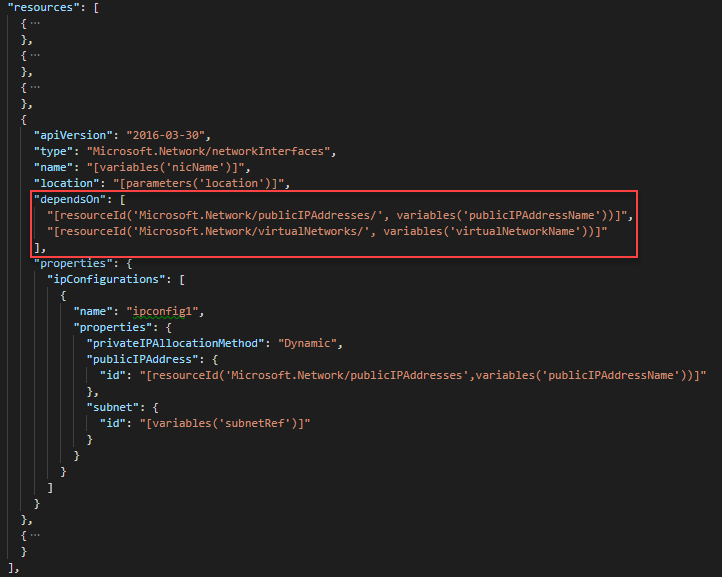 "resources": [
{ ...
},
{ ...
},
{ ...
},
{
"apiVersion": "2016-03-30",
"type": "Microsoft.Network/networkInterfaces",
"name": "[variables('nicName')]",
"location": "[parameters('location')]",
"dependsOn": [
"[resourceId('Microsoft.Network/publicIPAddresses/', variables('publicIPAddressName'))]",
"[resourceId('Microsoft.Network/virtualNetworks/', variables('virtualNetworkName'))]"
],
"properties": {
"ipConfigurations": [
{
"name": "ipconfig1",
"properties": {
"privateIPAllocationMethod": "Dynamic",
"publicIPAddress": {
"id": "[resourceId('Microsoft.Network/publicIPAddresses',variables('publicIPAddressName'))]"
},
"subnet": {
"id": "[variables('subnetRef')]"
}
}
}
]
}
},
{ ...
}
],